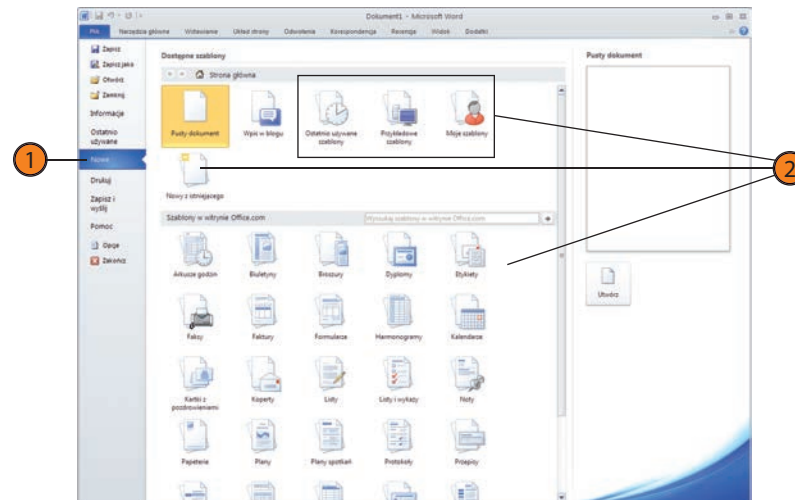 Dokument1 - Microsoft Word
Plik Narzędzia główne Wstawianie Układ strony Odwołania Korespondencja Recenzja Widok Dodatki
Zapisz
Zapisz jako
Otwórz
Zamknij
Informacje
Ostatnio
używane
Nowe
Drukuj
Zapisz i
wyślij
Pomoc
Opcje
Zakończ
1
Dostępne szablony
Strona główna
Pusty dokument
Wpis w blogu
Ostatnio używane
szablony
Przykładowe
szablony
Moje szablony
Nowy z istniejącego
2
Szablony w witrynie Office.com
Wyszukaj szablony w witrynie Office.com
Arkusze godzin
Biuletyny
Broszury
Dyplomy
Etykiety
Faksy
Faktury
Formularze
Harmonogramy
Kalendarze
Kartki z
pozdrowieniami
Koperty
Listy
Listy i wykazy
Noty
Papeteria
Plany
Plany spotkań
Protokoły
Przepisy
Pusty dokument
Utwórz